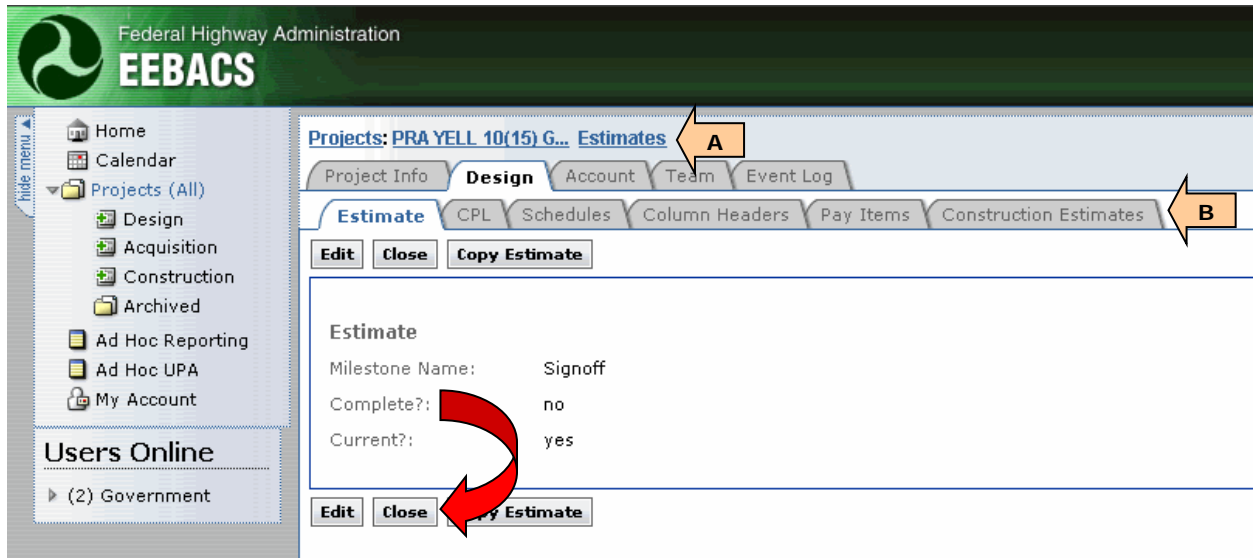 Federal Highway Administration
EEBACS
hide menu
Home
Calendar
Projects (All)
Design
Acquisition
Construction
Archived
Ad Hoc Reporting
Ad Hoc UPA
My Account
Users Online
(2) Government
Projects: PRA YELL 10(15) G... Estimates
A
Project Info Design Account Team Event Log
Estimate CPL Schedules Column Headers Pay Items Construction Estimates
B
Edit Close Copy Estimate
Estimate
Milestone Name: Signoff
Complete?: no
Current?: yes
Edit Close Copy Estimate